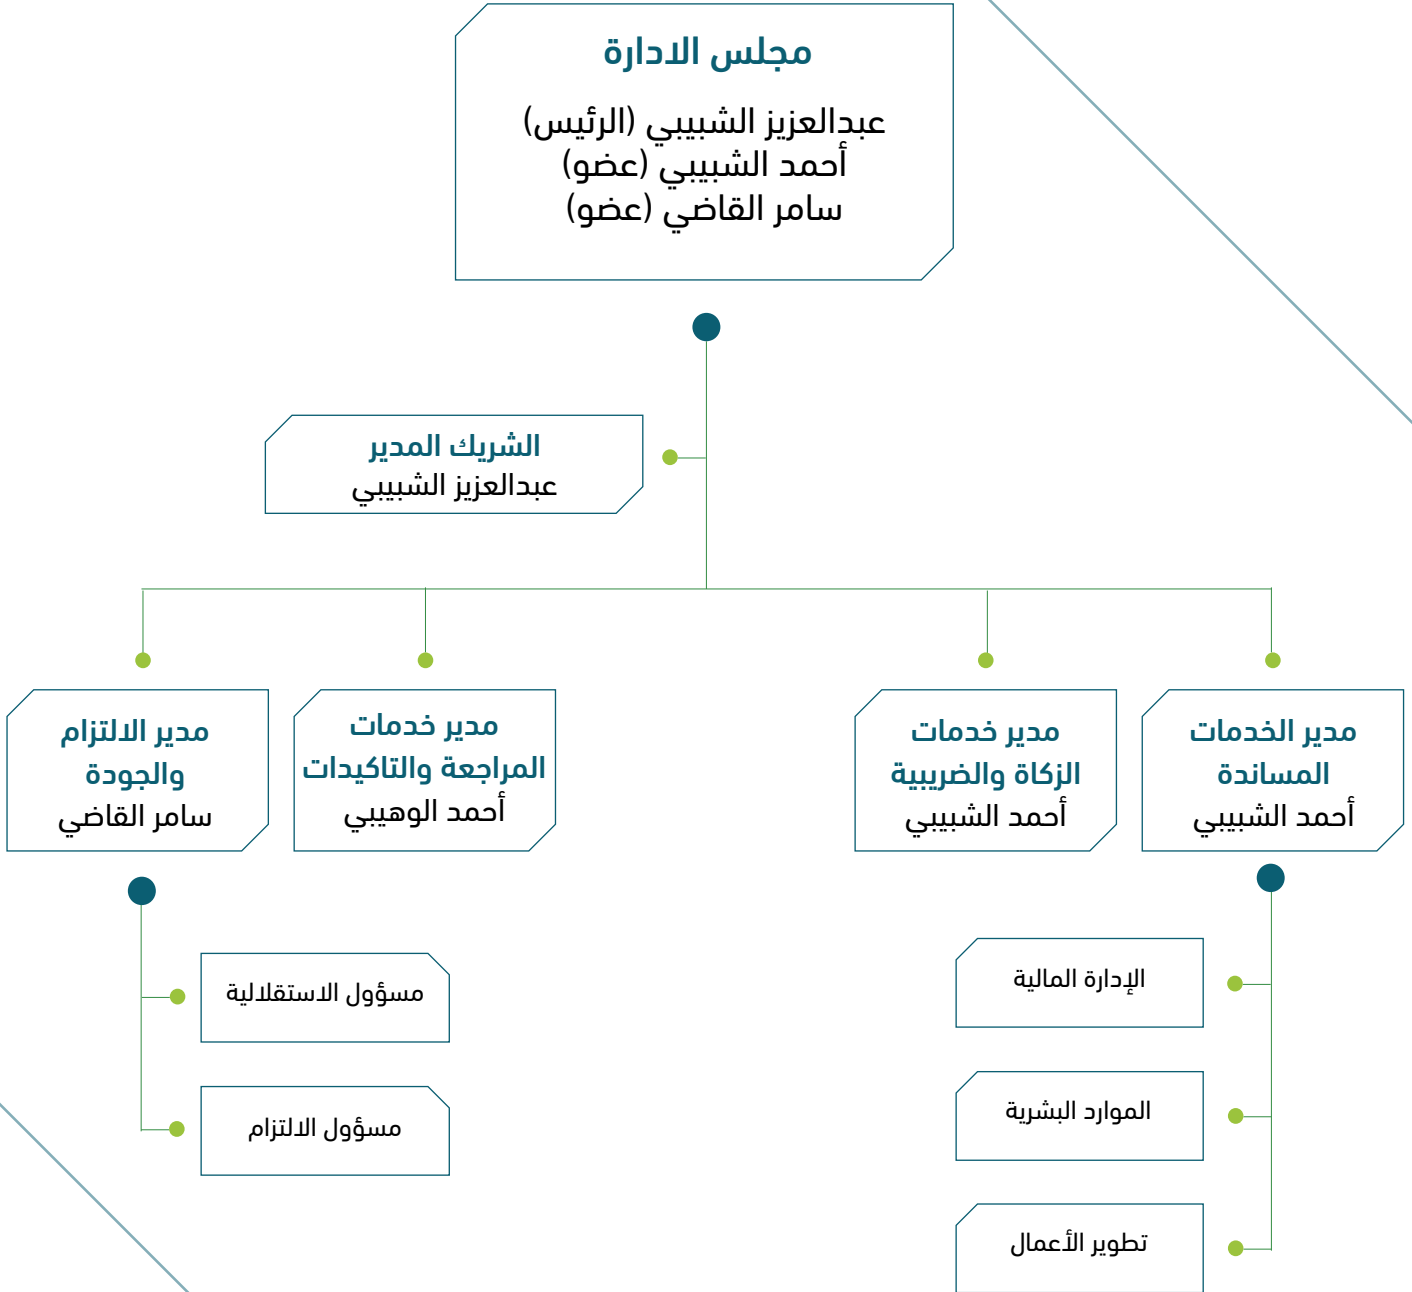 مجلس الادارة
عبدالعزيز الشبيبي (الرئيس)
أحمد الشبيبي (عضو)
سامر القاضي (عضو)
الشريك المدير
عبدالعزيز الشبيبي
مدير الخدمات
المساندة
أحمد الشبيبي
مدير خدمات
الزكاة والضريبية
أحمد الشبيبي
مدير خدمات
المراجعة والتاكيدات
أحمد الوهيبي
مدير الالتزام
والجودة
سامر القاضي
الإدارة المالية
الموارد البشرية
تطوير الأعمال
مسؤول الاستقلالية
مسؤول الالتزام